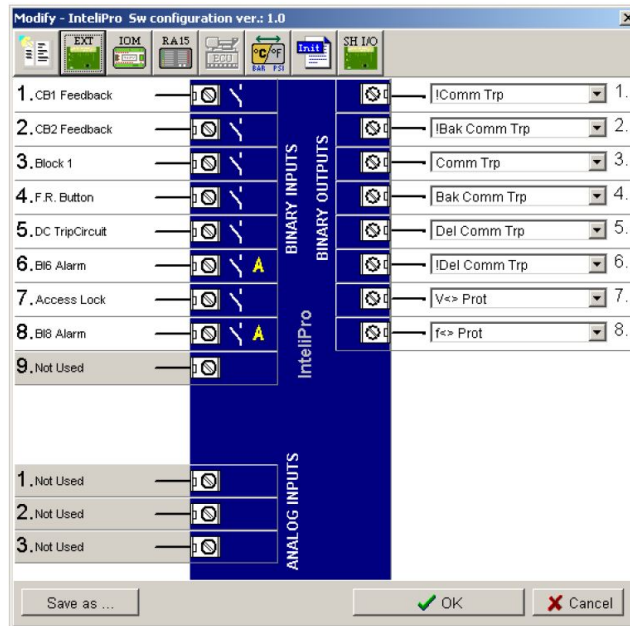 Modify - InteliPro Sw configuration ver.: 1.0
EXT IOM RA15 ECU °C/°F BAR PSI Init SH I/O
1. CB1 Feedback
2. CB2 Feedback
3. Block 1
4. F.R. Button
5. DC TripCircuit
6. BI6 Alarm A
7. Access Lock
8. BI8 Alarm A
9. Not Used
BINARY INPUTS
BINARY OUTPUTS
InteliPro
!Comm Trp 1.
!Bak Comm Trp 2.
Comm Trp 3.
Bak Comm Trp 4.
Del Comm Trp 5.
!Del Comm Trp 6.
V<> Prot 7.
f<> Prot 8.
1. Not Used
2. Not Used
3. Not Used
ANALOG INPUTS
Save as ...
OK
Cancel